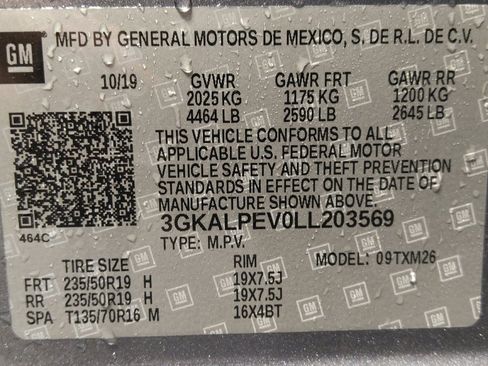 GM
MFD BY GENERAL MOTORS DE MEXICO, S. DE R.L. DE C.V.
10/19 GVWR GAWR FRT GAWR RR
2025 KG 1175 KG 1200 KG
4464 LB 2590 LB 2645 LB
THIS VEHICLE CONFORMS TO ALL
APPLICABLE U.S. FEDERAL MOTOR
VEHICLE SAFETY AND THEFT PREVENTION
STANDARDS IN EFFECT ON THE DATE OF
MANUFACTURE SHOWN ABOVE.
464C 3GKALPEV0LL203569
TYPE: M.P.V. MODEL: 09TXM26
TIRE SIZE RIM
FRT 235/50R19 H 19X7.5J
RR 235/50R19 H 19X7.5J
SPA T135/70R16 M 16X4BT